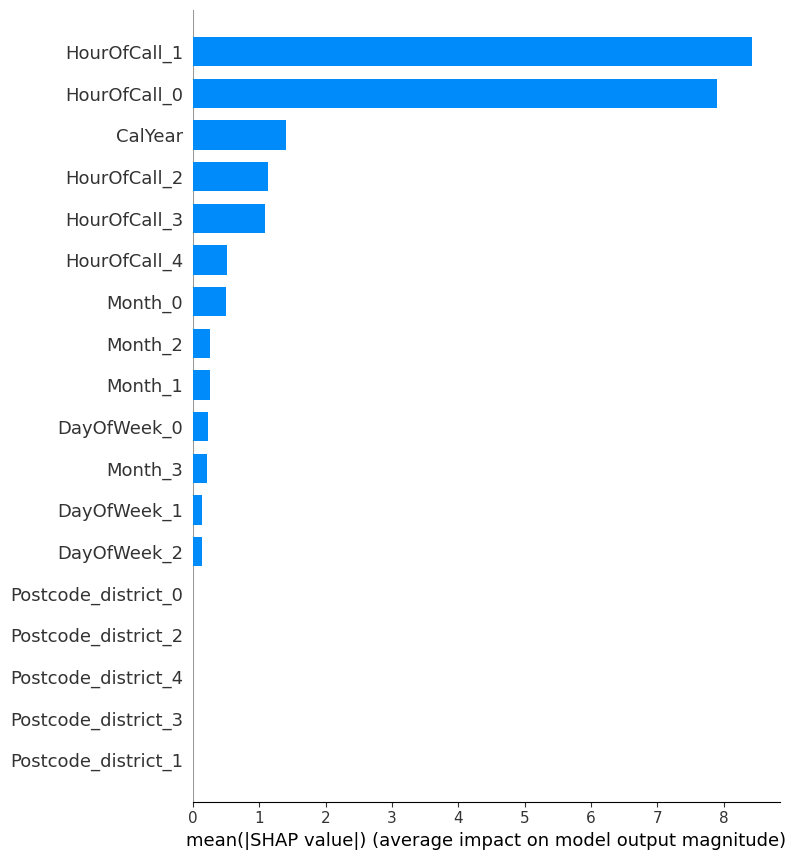 HourOfCall_1
HourOfCall_0
CalYear
HourOfCall_2
HourOfCall_3
HourOfCall_4
Month_0
Month_2
Month_1
DayOfWeek_0
Month_3
DayOfWeek_1
DayOfWeek_2
Postcode_district_0
Postcode_district_2
Postcode_district_4
Postcode_district_3
Postcode_district_1
0 1 2 3 4 5 6 7 8
mean(|SHAP value|) (average impact on model output magnitude)